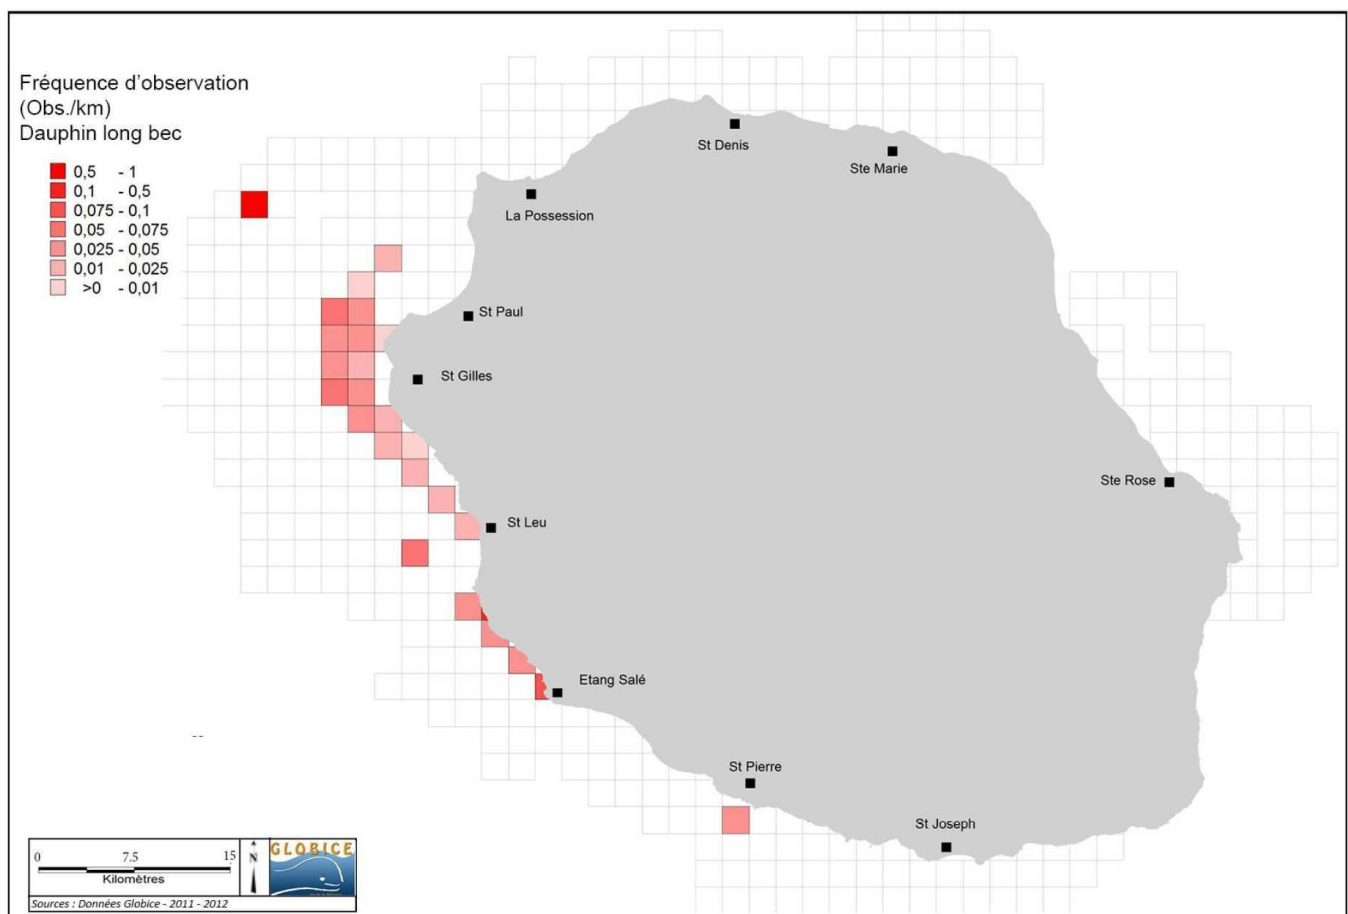 Fréquence d'observation
(Obs./km)
Dauphin long bec
0,5 - 1
0,1 - 0,5
0,075 - 0,1
0,05 - 0,075
0,025 - 0,05
0,01 - 0,025
>0 - 0,01
St Denis
Ste Marie
La Possession
St Paul
St Gilles
Ste Rose
St Leu
Etang Salé
--
St Pierre
St Joseph
0 7.5 15
Kilomètres
N
GLOBICE
Sources : Données Globice - 2011 - 2012